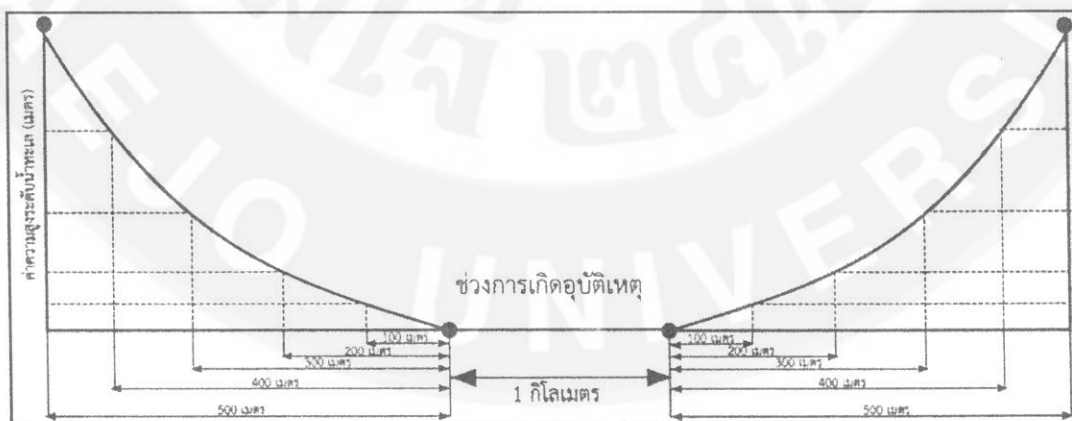 ค่าความสูงระดับน้ำทะเล (เมตร)
ช่วงการเกิดอุบัติเหตุ
100 เมตร
200 เมตร
300 เมตร
400 เมตร
500 เมตร
1 กิโลเมตร
100 เมตร
200 เมตร
300 เมตร
400 เมตร
500 เมตร
EJO UNIVERS